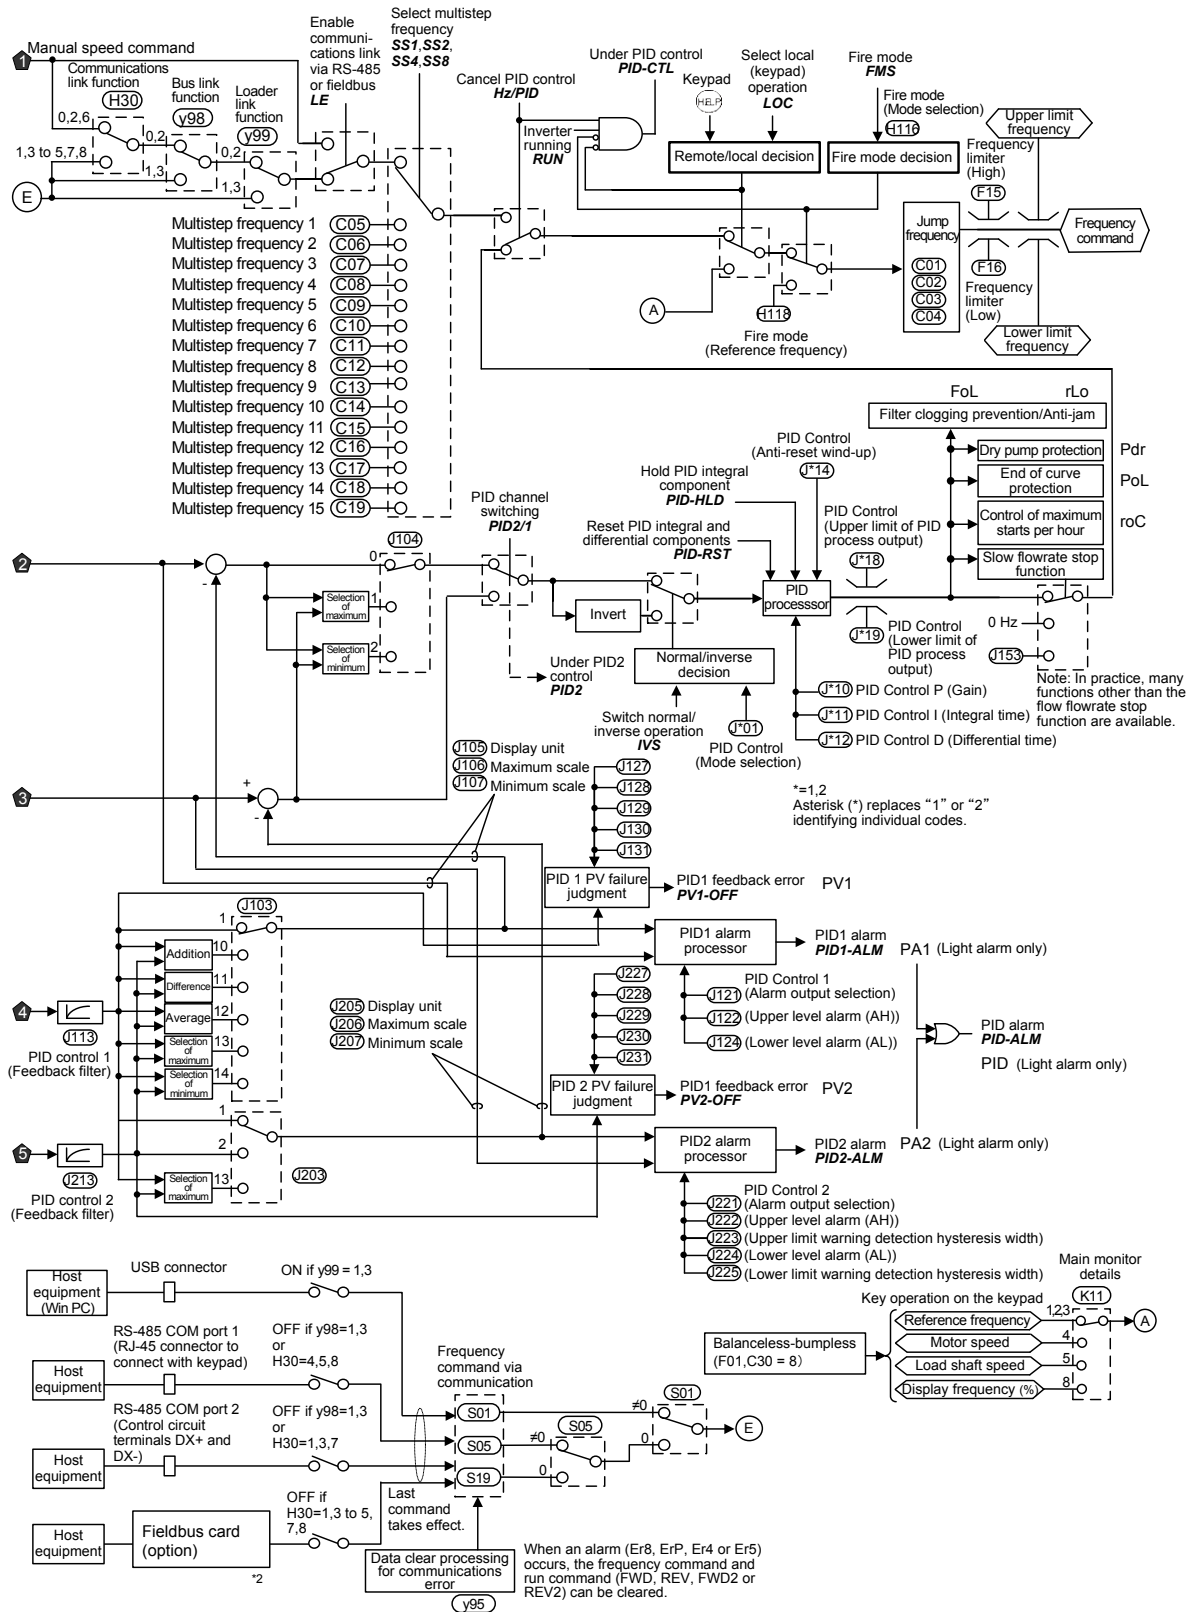 1
Manual speed command
Communications
link function
H30
Bus link
function
y98
Loader
link
function
y99
0,2,6
0,2
0,2
1,3 to 5,7,8
1,3
1,3
E
Enable
communi-
cations link
via RS-485
or fieldbus
LE
Select multistep
frequency
SS1,SS2,
SS4,SS8
Cancel PID control
Hz/PID
Under PID control
PID-CTL
Inverter
running
RUN
Keypad
HELP
Select local
(keypad)
operation
LOC
Fire mode
FMS
Fire mode
(Mode selection)
H116
Remote/local decision
Fire mode decision
Upper limit
frequency
Frequency
limiter
(High)
F15
Jump
frequency
C01
C02
C03
C04
Frequency
command
F16
Frequency
limiter
(Low)
Lower limit
frequency
A
H118
Fire mode
(Reference frequency)
Multistep frequency 1 C05
Multistep frequency 2 C06
Multistep frequency 3 C07
Multistep frequency 4 C08
Multistep frequency 5 C09
Multistep frequency 6 C10
Multistep frequency 7 C11
Multistep frequency 8 C12
Multistep frequency 9 C13
Multistep frequency 10 C14
Multistep frequency 11 C15
Multistep frequency 12 C16
Multistep frequency 13 C17
Multistep frequency 14 C18
Multistep frequency 15 C19
FoL rLo
Filter clogging prevention/Anti-jam
Dry pump protection Pdr
End of curve
protection
PoL
Control of maximum
starts per hour
roC
Slow flowrate stop
function
0 Hz
J153
Note: In practice, many
functions other than the
flow flowrate stop
function are available.
PID Control
(Anti-reset wind-up)
J*14
Hold PID integral
component
PID-HLD
Reset PID integral and
differential components
PID-RST
PID Control
(Upper limit of PID
process output)
J*18
PID
processsor
J*19
PID Control
(Lower limit of
PID process
output)
J*10 PID Control P (Gain)
J*11 PID Control I (Integral time)
J*12 PID Control D (Differential time)
PID channel
switching
PID2/1
2
-
J104
0
Selection
of
maximum
1
Selection
of
minimum
2
Invert
Under PID2
control
PID2
Normal/inverse
decision
Switch normal/
inverse operation
IVS
J*01
PID Control
(Mode selection)
*=1,2
Asterisk (*) replaces “1” or “2”
identifying individual codes.
3
+
-
J105 Display unit
J106 Maximum scale
J107 Minimum scale
J127
J128
J129
J130
J131
PID 1 PV failure
judgment
PID1 feedback error
PV1-OFF
PV1
J103
1
Addition
10
Difference
11
Average
12
Selection
of
maximum
13
Selection
of
minimum
14
4
J113
PID control 1
(Feedback filter)
PID1 alarm
processor
PID1 alarm
PID1-ALM
PA1 (Light alarm only)
PID Control 1
J121 (Alarm output selection)
J122 (Upper level alarm (AH))
J124 (Lower level alarm (AL))
PID alarm
PID-ALM
PID (Light alarm only)
J205 Display unit
J206 Maximum scale
J207 Minimum scale
J227
J228
J229
J230
J231
PID 2 PV failure
judgment
PID1 feedback error
PV2-OFF
PV2
5
J213
PID control 2
(Feedback filter)
1
2
Selection
of
maximum
13
J203
PID2 alarm
processor
PID2 alarm
PID2-ALM
PA2 (Light alarm only)
PID Control 2
J221 (Alarm output selection)
J222 (Upper level alarm (AH))
J223 (Upper limit warning detection hysteresis width)
J224 (Lower level alarm (AL))
J225 (Lower limit warning detection hysteresis width)
Host
equipment
(Win PC)
USB connector
ON if y99 = 1,3
RS-485 COM port 1
(RJ-45 connector to
connect with keypad)
OFF if y98=1,3
or
H30=4,5,8
Host
equipment
RS-485 COM port 2
(Control circuit
terminals DX+ and
DX-)
OFF if y98=1,3
or
H30=1,3,7
Host
equipment
Host
equipment
Fieldbus card
(option)
*2
OFF if
H30=1,3 to 5,
7,8
Frequency
command via
communication
S01
S05
S19
Last
command
takes effect.
≠0
0
S05
≠0
0
S01
E
Data clear processing
for communications
error
y95
When an alarm (Er8, ErP, Er4 or Er5)
occurs, the frequency command and
run command (FWD, REV, FWD2 or
REV2) can be cleared.
Main monitor
details
K11
Key operation on the keypad
Balanceless-bumpless
(F01,C30 = 8)
Reference frequency 1,2,3
Motor speed 4
Load shaft speed 5
Display frequency (%) 8
A